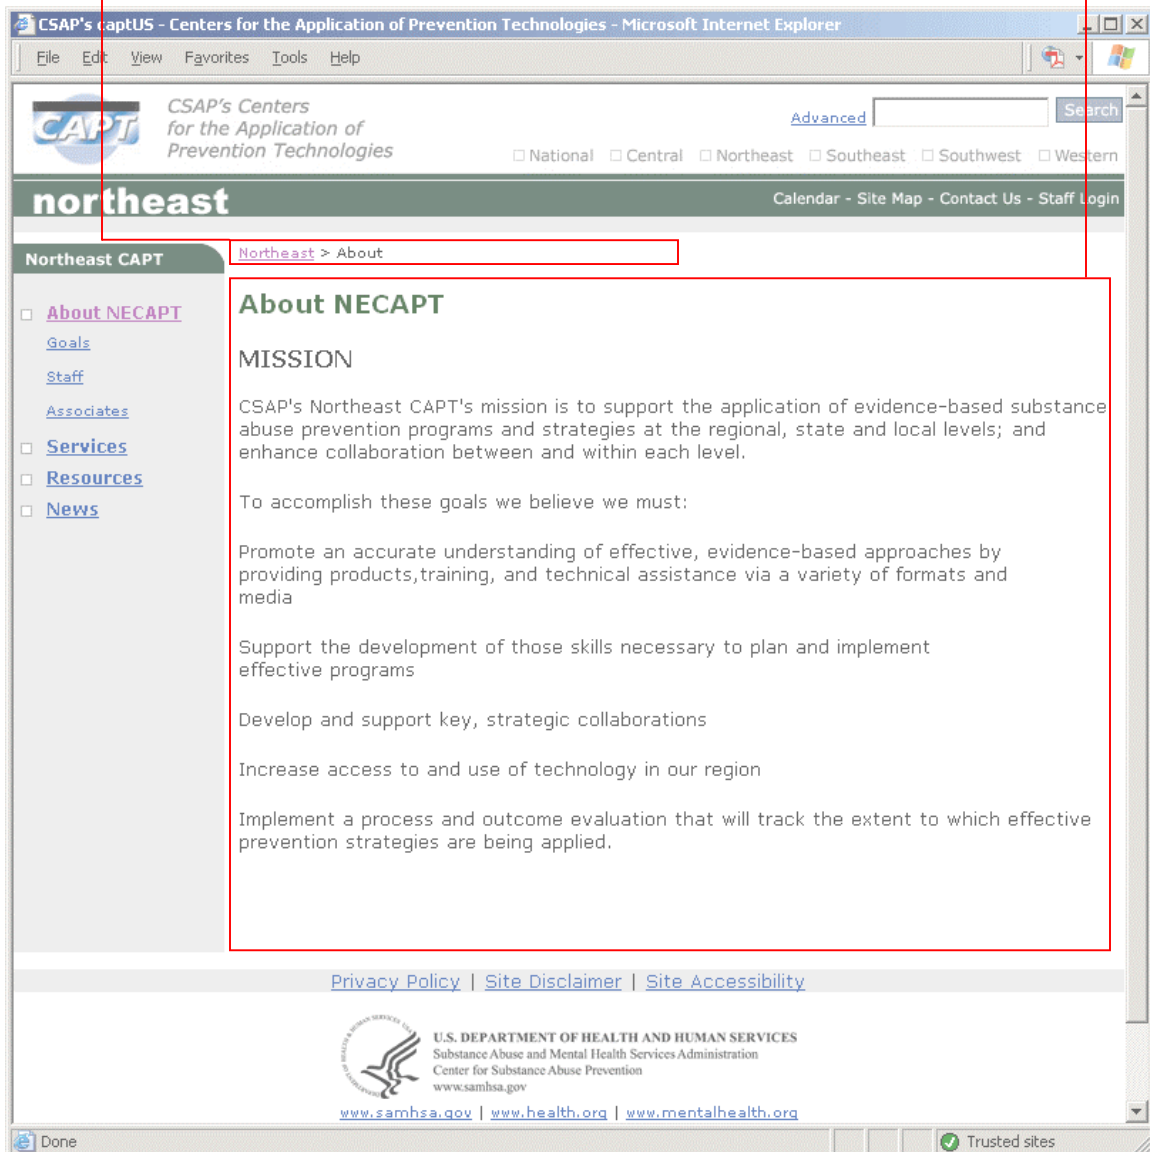 CSAP's captUS - Centers for the Application of Prevention Technologies - Microsoft Internet Explorer
File Edit View Favorites Tools Help
CAPT
CSAP's Centers
for the Application of
Prevention Technologies
Advanced Search
National Central Northeast Southeast Southwest Western
northeast
Calendar - Site Map - Contact Us - Staff Login
Northeast CAPT
Northeast > About
About NECAPT
Goals
Staff
Associates
Services
Resources
News
About NECAPT
MISSION
CSAP's Northeast CAPT's mission is to support the application of evidence-based substance
abuse prevention programs and strategies at the regional, state and local levels; and
enhance collaboration between and within each level.
To accomplish these goals we believe we must:
Promote an accurate understanding of effective, evidence-based approaches by
providing products,training, and technical assistance via a variety of formats and
media
Support the development of those skills necessary to plan and implement
effective programs
Develop and support key, strategic collaborations
Increase access to and use of technology in our region
Implement a process and outcome evaluation that will track the extent to which effective
prevention strategies are being applied.
Privacy Policy | Site Disclaimer | Site Accessibility
U.S. DEPARTMENT OF HEALTH AND HUMAN SERVICES
Substance Abuse and Mental Health Services Administration
Center for Substance Abuse Prevention
www.samhsa.gov
www.samhsa.gov | www.health.org | www.mentalhealth.org
Done
Trusted sites